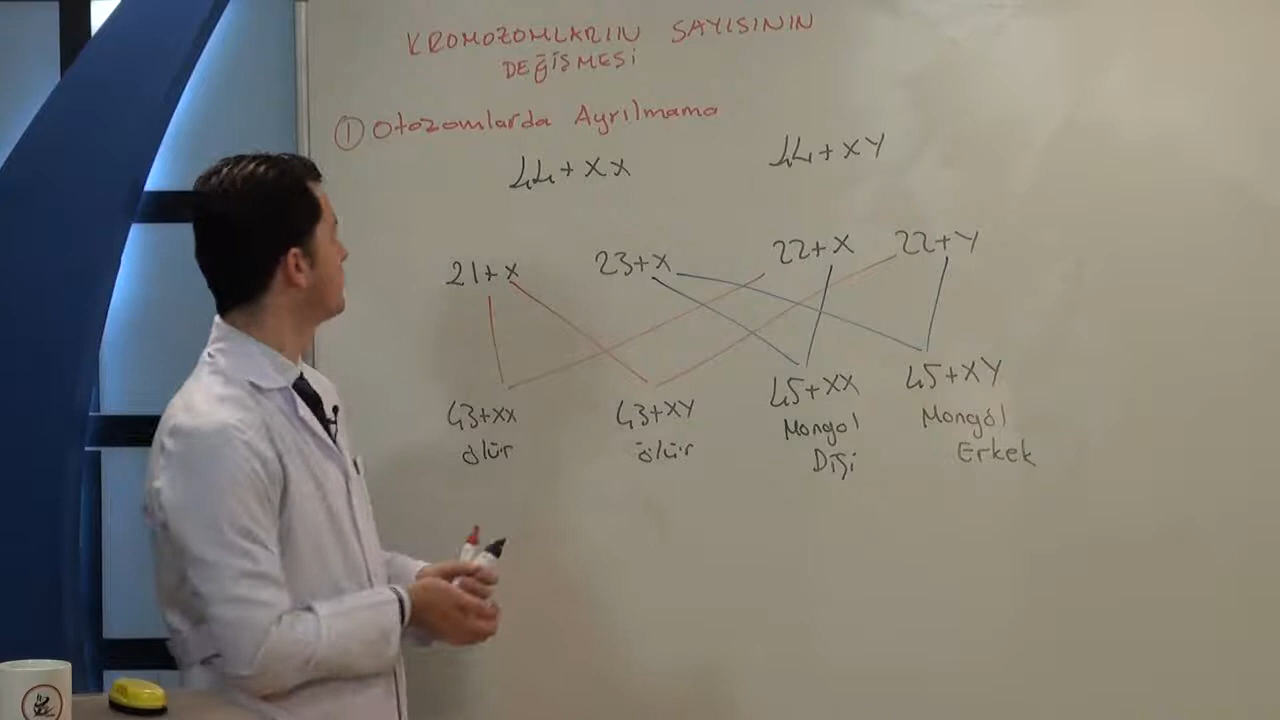 KROMOZOMLARIN SAYISININ
DEĞİŞMESİ
① Otozomlarda Ayrılmama
44+XX 44+XY
21+X 23+X 22+X 22+Y
43+XX 43+XY 45+XX 45+XY
ölür ölür Mongol Mongol
Dişi Erkek